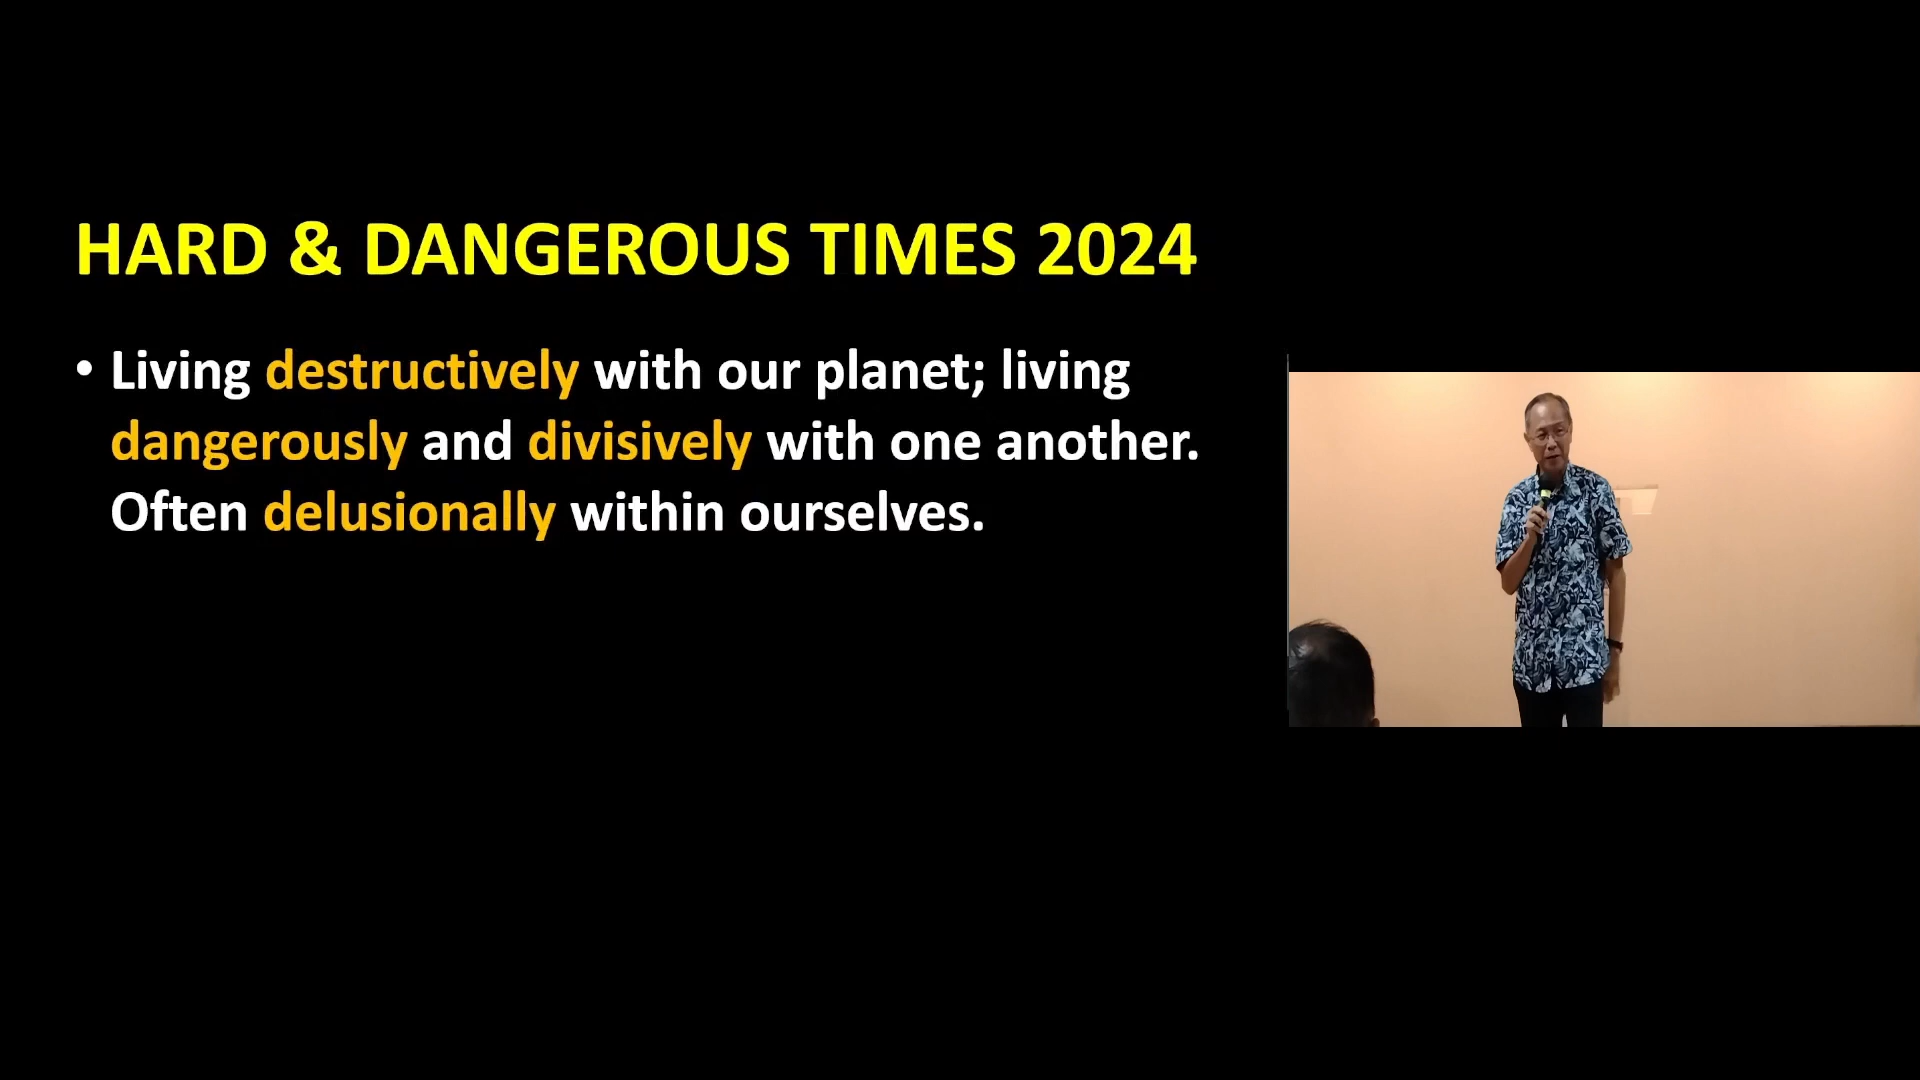 HARD & DANGEROUS TIMES 2024
• Living destructively with our planet; living
dangerously and divisively with one another.
Often delusionally within ourselves.